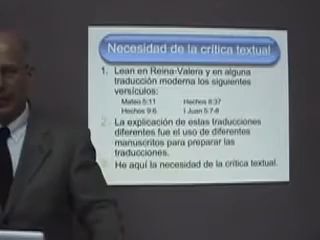 Necesidad de la crítica textual
1. Lean en Reina-Valera y en alguna
traducción moderna los siguientes
versículos:
Mateo 5:11 Hechos 8:37
Hechos 9:6 I Juan 5:7-8
2. La explicación de estas traducciones
diferentes fue el uso de diferentes
manuscritos para preparar las
traducciones.
3. He aquí la necesidad de la crítica textual.